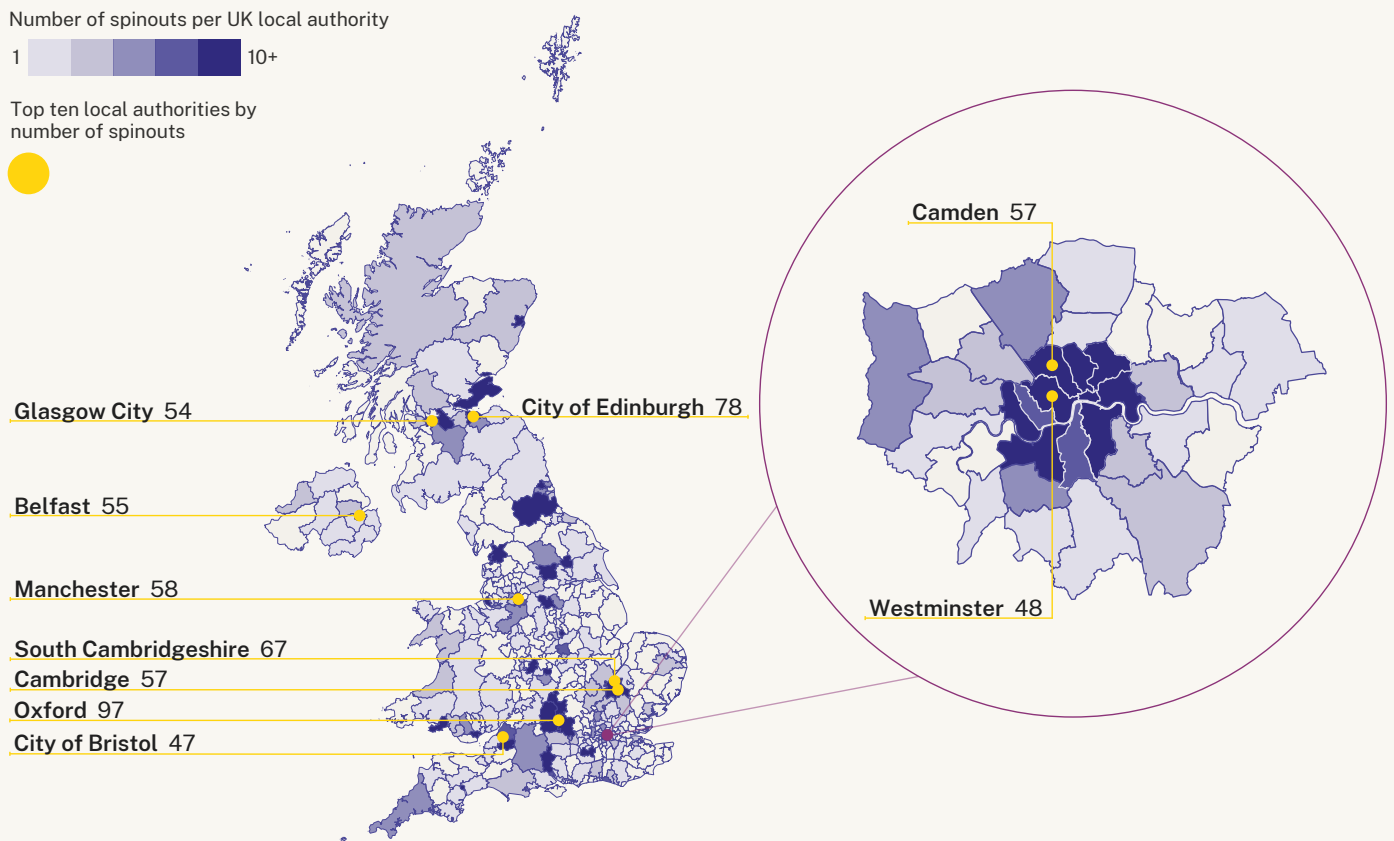 Number of spinouts per UK local authority
1 10+
Top ten local authorities by
number of spinouts
Camden 57
Glasgow City 54
City of Edinburgh 78
Belfast 55
Manchester 58
Westminster 48
South Cambridgeshire 67
Cambridge 57
Oxford 97
City of Bristol 47